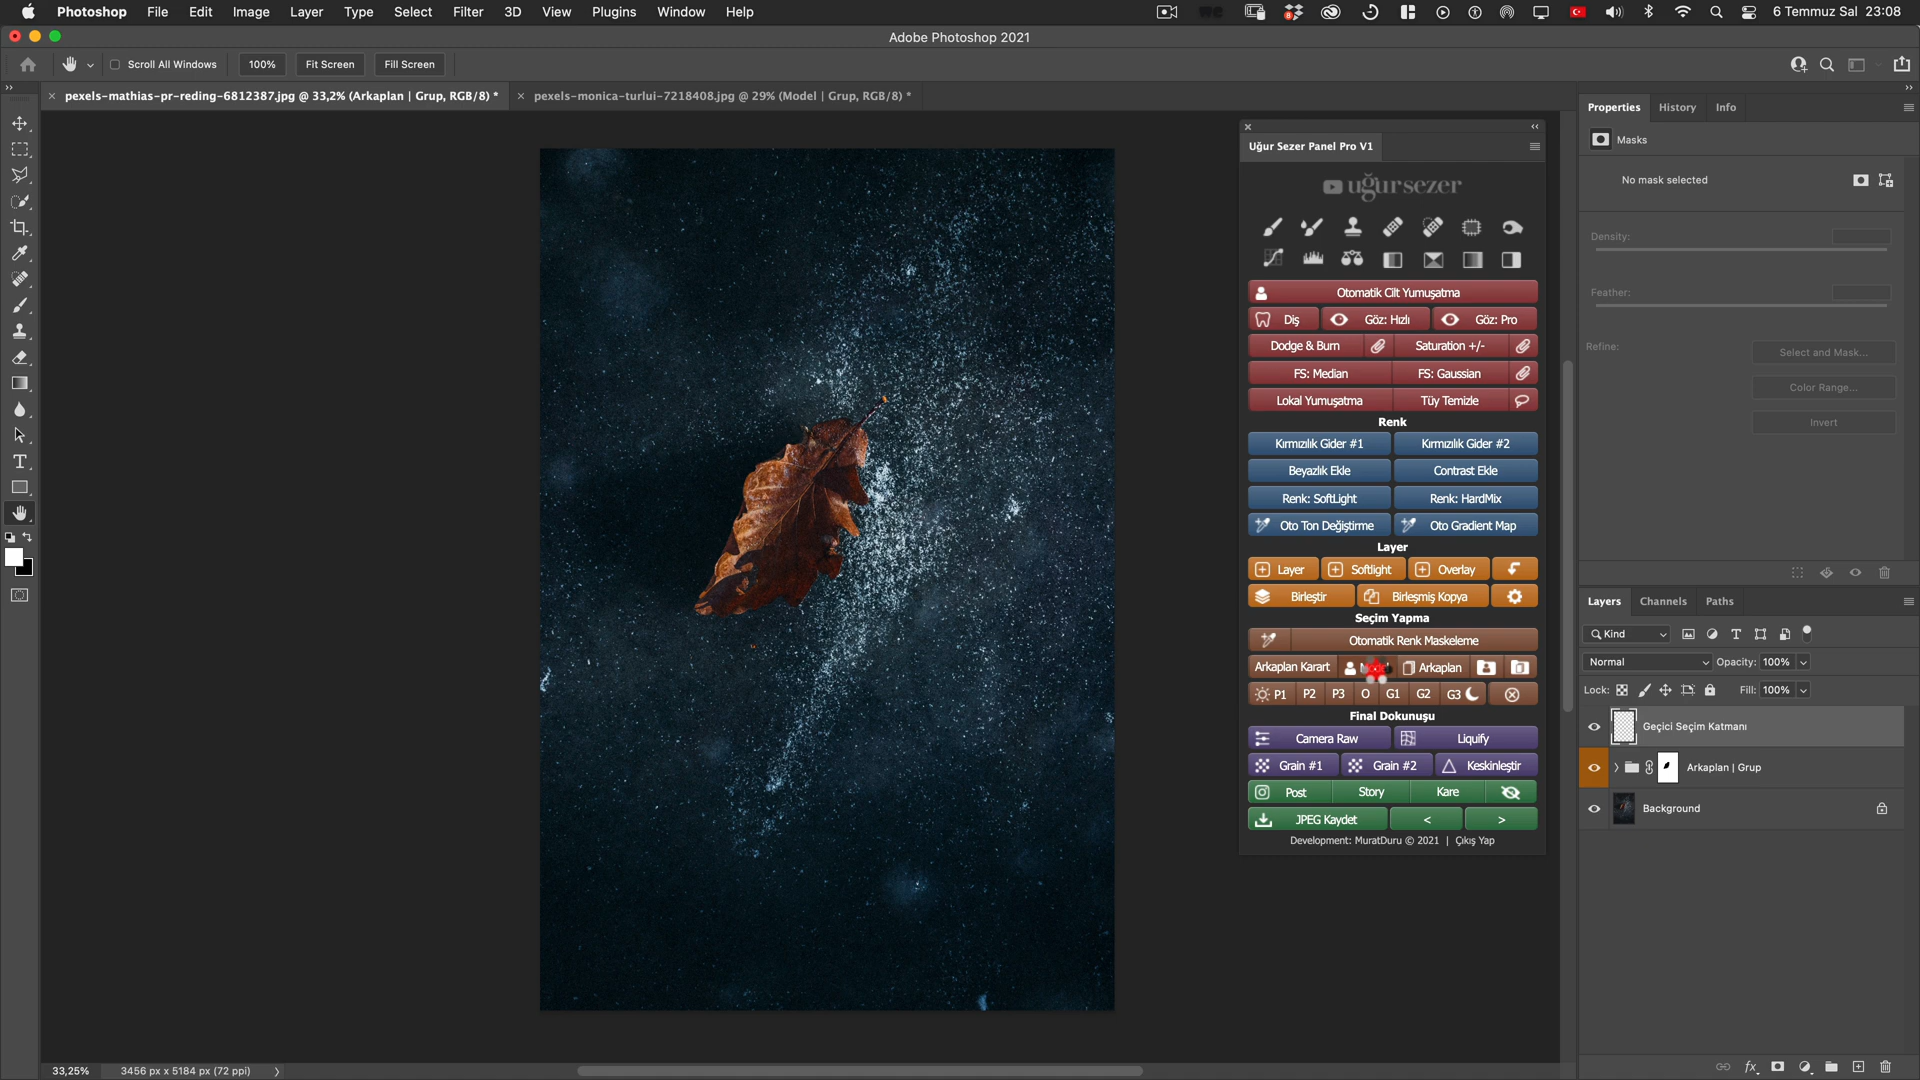 Photoshop File Edit Image Layer Type Select Filter 3D View Plugins Window Help 6 Temmuz Sal 23:08
Adobe Photoshop 2021
Scroll All Windows 100% Fit Screen Fill Screen
pexels-mathias-pr-reding-6812387.jpg @ 33,2% (Arkaplan | Grup, RGB/8) * pexels-monica-turlui-7218408.jpg @ 29% (Model | Grup, RGB/8) *
Uğur Sezer Panel Pro V1
uğursezer
Otomatik Cilt Yumuşatma
Diş Göz: Hızlı Göz: Pro
Dodge & Burn Saturation +/-
FS: Median FS: Gaussian
Lokal Yumuşatma Tüy Temizle
Renk
Kırmızılık Gider #1 Kırmızılık Gider #2
Beyazlık Ekle Contrast Ekle
Renk: SoftLight Renk: HardMix
Oto Ton Değiştirme Oto Gradient Map
Layer
Layer Softlight Overlay
Birleştir Birleşmiş Kopya
Seçim Yapma
Otomatik Renk Maskeleme
Arkaplan Karart Arkaplan
P1 P2 P3 O G1 G2 G3
Final Dokunuşu
Camera Raw Liquify
Grain #1 Grain #2 Keskinleştir
Post Story Kare
JPEG Kaydet < >
Development: MuratDuru © 2021 | Çıkış Yap
Properties History Info
Masks
No mask selected
Density:
Feather:
Refine: Select and Mask...
Color Range...
Invert
Layers Channels Paths
Kind
Normal Opacity: 100%
Lock: Fill: 100%
Geçici Seçim Katmanı
Arkaplan | Grup
Background
33,25% 3456 px x 5184 px (72 ppi)